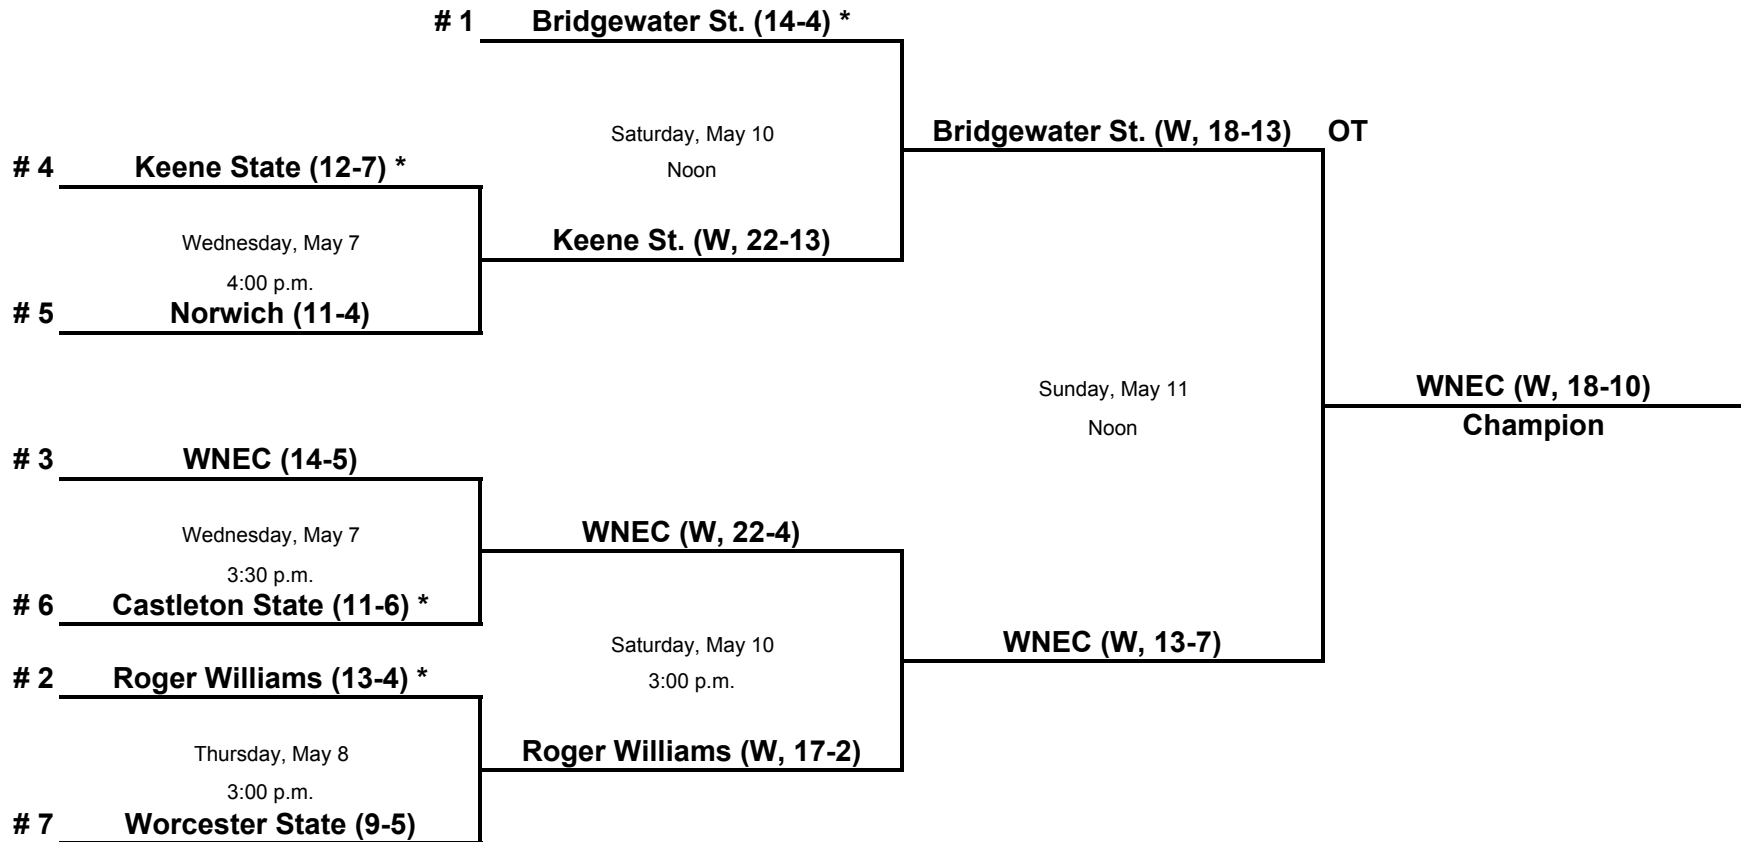 # 1 Bridgewater St. (14-4) *
Saturday, May 10
Noon
Bridgewater St. (W, 18-13) OT
# 4 Keene State (12-7) *
Wednesday, May 7
4:00 p.m.
Keene St. (W, 22-13)
# 5 Norwich (11-4)
Sunday, May 11
Noon
WNEC (W, 18-10)
Champion
# 3 WNEC (14-5)
Wednesday, May 7
3:30 p.m.
WNEC (W, 22-4)
# 6 Castleton State (11-6) *
Saturday, May 10
3:00 p.m.
WNEC (W, 13-7)
# 2 Roger Williams (13-4) *
Thursday, May 8
3:00 p.m.
Roger Williams (W, 17-2)
# 7 Worcester State (9-5)